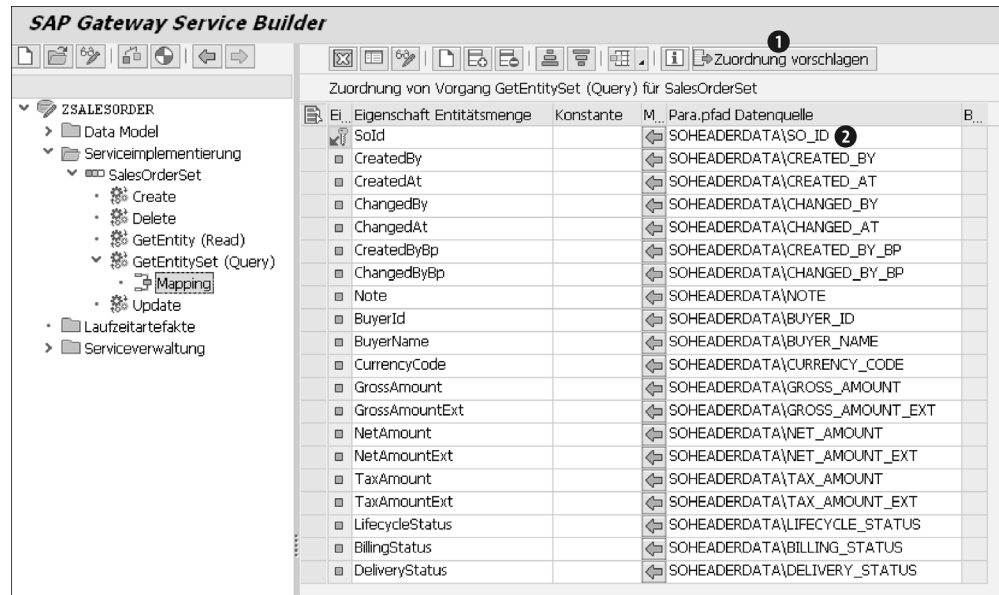 SAP Gateway Service Builder
1
Zuordnung vorschlagen
Zuordnung von Vorgang GetEntitySet (Query) für SalesOrderSet
Ei... Eigenschaft Entitätsmenge Konstante M... Para.pfad Datenquelle B...
SoId SOHEADERDATA\SO_ID 2
CreatedBy SOHEADERDATA\CREATED_BY
CreatedAt SOHEADERDATA\CREATED_AT
ChangedBy SOHEADERDATA\CHANGED_BY
ChangedAt SOHEADERDATA\CHANGED_AT
CreatedByBp SOHEADERDATA\CREATED_BY_BP
ChangedByBp SOHEADERDATA\CHANGED_BY_BP
Note SOHEADERDATA\NOTE
BuyerId SOHEADERDATA\BUYER_ID
BuyerName SOHEADERDATA\BUYER_NAME
CurrencyCode SOHEADERDATA\CURRENCY_CODE
GrossAmount SOHEADERDATA\GROSS_AMOUNT
GrossAmountExt SOHEADERDATA\GROSS_AMOUNT_EXT
NetAmount SOHEADERDATA\NET_AMOUNT
NetAmountExt SOHEADERDATA\NET_AMOUNT_EXT
TaxAmount SOHEADERDATA\TAX_AMOUNT
TaxAmountExt SOHEADERDATA\TAX_AMOUNT_EXT
LifecycleStatus SOHEADERDATA\LIFECYCLE_STATUS
BillingStatus SOHEADERDATA\BILLING_STATUS
DeliveryStatus SOHEADERDATA\DELIVERY_STATUS
ZSALESORDER
Data Model
Serviceimplementierung
SalesOrderSet
Create
Delete
GetEntity (Read)
GetEntitySet (Query)
Mapping
Update
Laufzeitartefakte
Serviceverwaltung